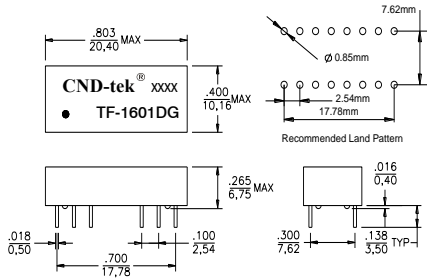 .803
20,40 MAX
7.62mm
Ø 0.85mm
CND-tek® XXXX
TF-1601DG
.400
10,16 MAX
2.54mm
17.78mm
Recommended Land Pattern
.265
6,75 MAX
.016
0,40
.018
0,50
.100
2,54
.700
17,78
.300
7,62
.138
3,50 TYP